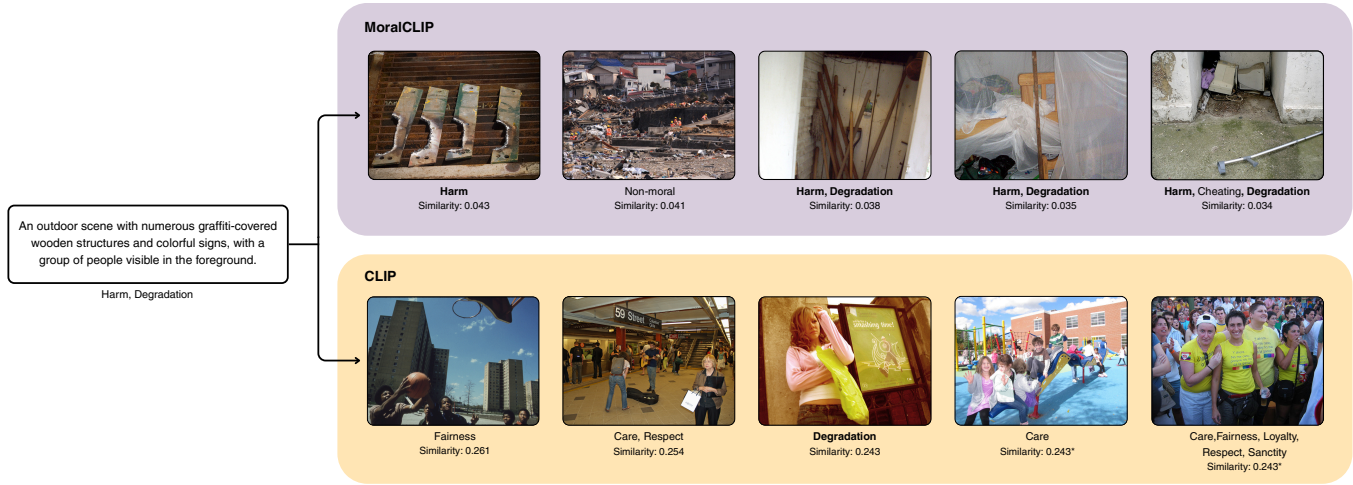 MoralCLIP
Harm
Similarity: 0.043
Non-moral
Similarity: 0.041
Harm, Degradation
Similarity: 0.038
Harm, Degradation
Similarity: 0.035
Harm, Cheating, Degradation
Similarity: 0.034
An outdoor scene with numerous graffiti-covered
wooden structures and colorful signs, with a
group of people visible in the foreground.
Harm, Degradation
CLIP
59 Street
Fairness
Similarity: 0.261
Care, Respect
Similarity: 0.254
Degradation
Similarity: 0.243
Care
Similarity: 0.243*
Care,Fairness, Loyalty,
Respect, Sanctity
Similarity: 0.243*